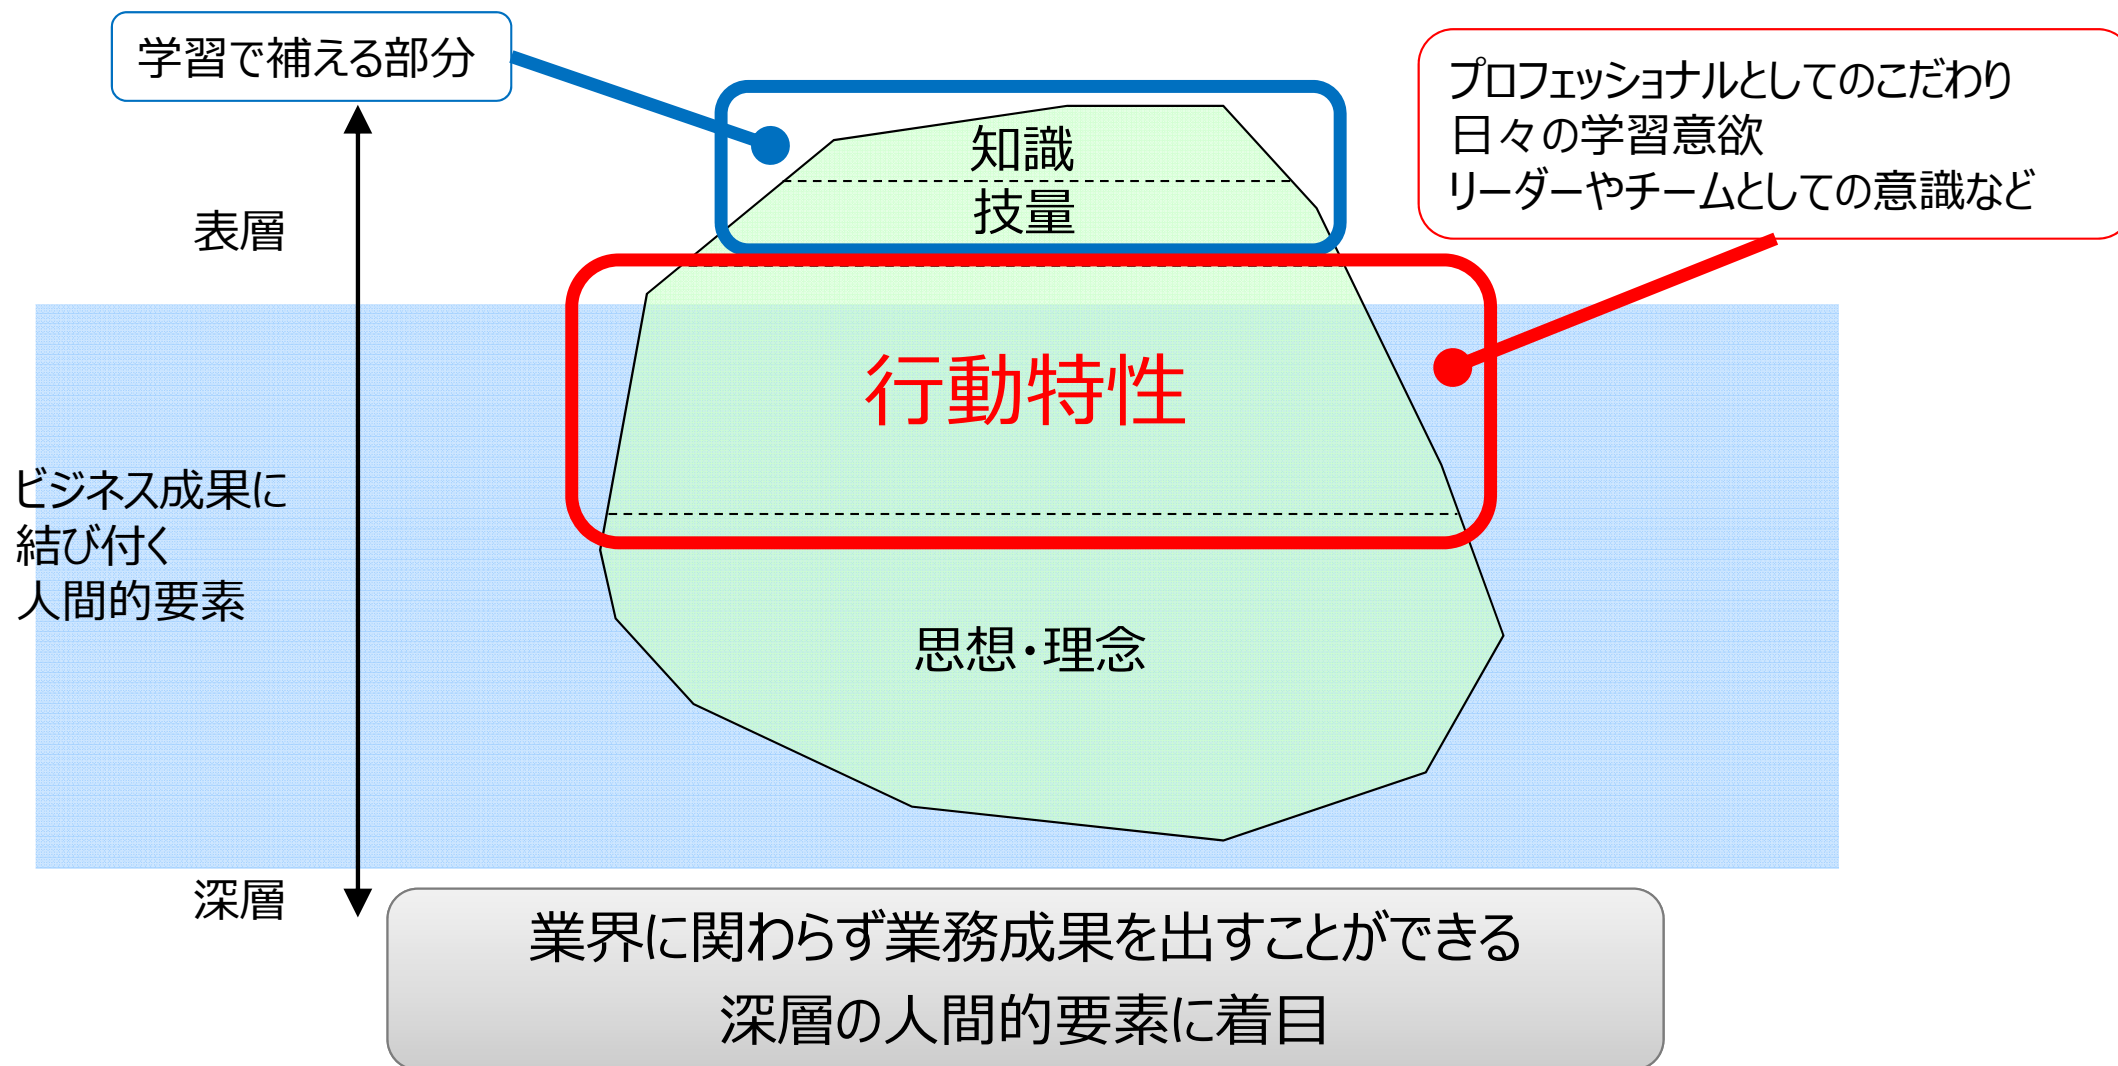 学習で補える部分
プロフェッショナルとしてのこだわり
日々の学習意欲
リーダーやチームとしての意識など
知識
技量
表層
行動特性
ビジネス成果に
結び付く
人間的要素
思想・理念
深層
業界に関わらず業務成果を出すことができる
深層の人間的要素に着目